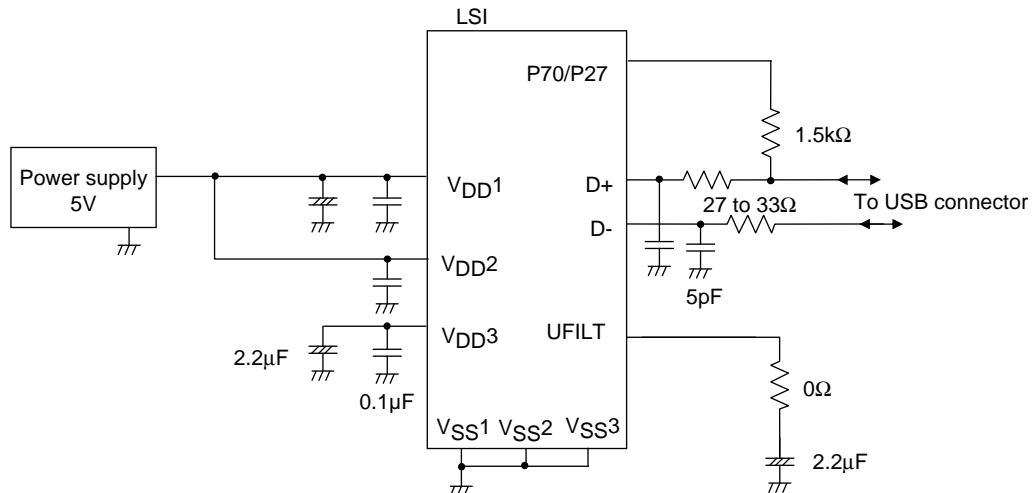 LSI
P70/P27
1.5kΩ
Power supply
5V
VDD1
D+
27 to 33Ω
To USB connector
D-
VDD2
5pF
VDD3
UFILT
2.2μF
0.1μF
0Ω
VSS1 VSS2 VSS3
2.2μF